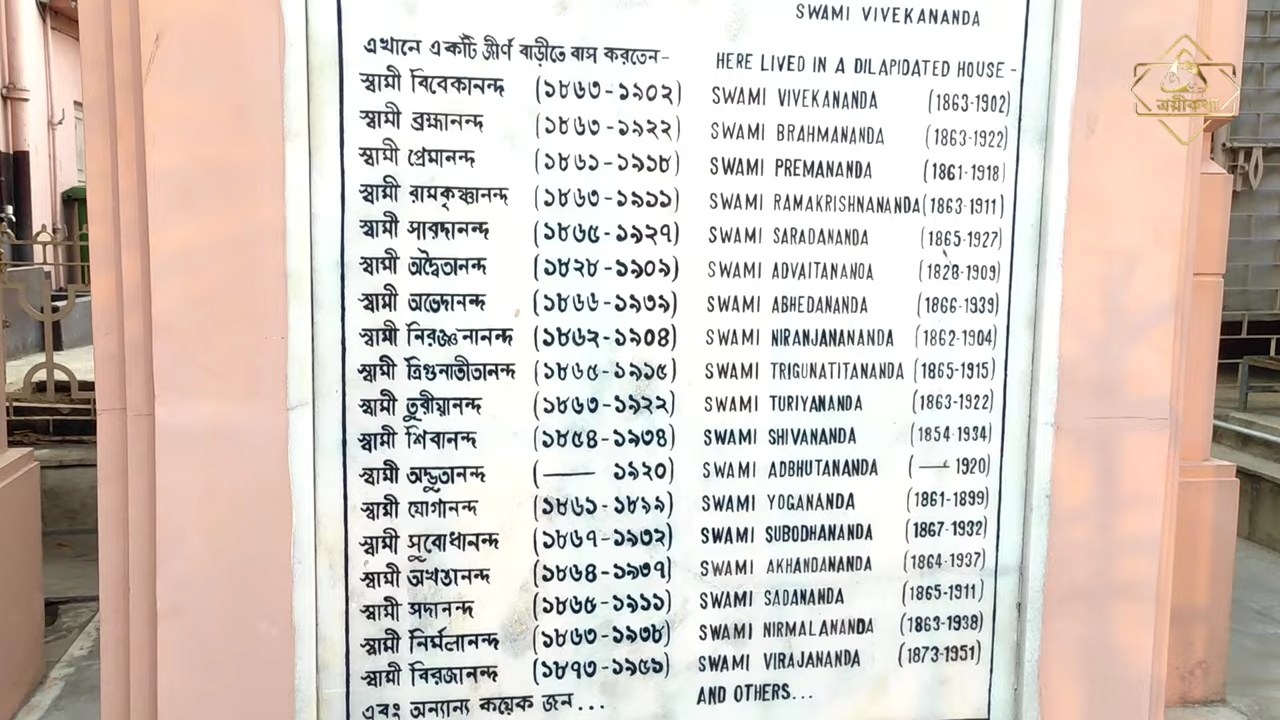 SWAMI VIVEKANANDA
এখানে একটি জীর্ণ বাড়ীতে বাস করতেন-
স্বামী বিবেকানন্দ (১৮৬৩-১৯০২)
স্বামী ব্রহ্মানন্দ (১৮৬৩-১৯২২)
স্বামী প্রেমানন্দ (১৮৬১-১৯১৮)
স্বামী রামকৃষ্ণানন্দ (১৮৬৩-১৯১১)
স্বামী সারদানন্দ (১৮৬৫-১৯২৭)
স্বামী অদ্বৈতানন্দ (১৮২৮-১৯০৯)
স্বামী অভেদানন্দ (১৮৬৬-১৯৩৯)
স্বামী নিরঞ্জনানন্দ (১৮৬২-১৯০৪)
স্বামী ত্রিগুনাতীতানন্দ (১৮৬৫-১৯১৫)
স্বামী তুরীয়ানন্দ (১৮৬৩-১৯২২)
স্বামী শিবানন্দ (১৮৫৪-১৯৩৪)
স্বামী অদ্ভুতানন্দ (— ১৯২০)
স্বামী যোগানন্দ (১৮৬১-১৮৯৯)
স্বামী সুবোধানন্দ (১৮৬৭-১৯৩২)
স্বামী অখন্ডানন্দ (১৮৬৪-১৯৩৭)
স্বামী সদানন্দ (১৮৬৫-১৯১১)
স্বামী নির্মলানন্দ (১৮৬৩-১৯৩৮)
স্বামী বিরজানন্দ (১৮৭৩-১৯৫১)
এবং অন্যান্য কয়েক জন...
HERE LIVED IN A DILAPIDATED HOUSE -
SWAMI VIVEKANANDA (1863-1902)
SWAMI BRAHMANANDA (1863-1922)
SWAMI PREMANANDA (1861-1918)
SWAMI RAMAKRISHNANANDA (1863-1911)
SWAMI SARADANANDA (1865-1927)
SWAMI ADVAITANANDA (1828-1909)
SWAMI ABHEDANANDA (1866-1939)
SWAMI NIRANJANANANDA (1862-1904)
SWAMI TRIGUNATITANANDA (1865-1915)
SWAMI TURIYANANDA (1863-1922)
SWAMI SHIVANANDA (1854-1934)
SWAMI ADBHUTANANDA (— 1920)
SWAMI YOGANANDA (1861-1899)
SWAMI SUBODHANANDA (1867-1932)
SWAMI AKHANDANANDA (1864-1937)
SWAMI SADANANDA (1865-1911)
SWAMI NIRMALANANDA (1863-1938)
SWAMI VIRAJANANDA (1873-1951)
AND OTHERS...
ত্রয়ীকথা